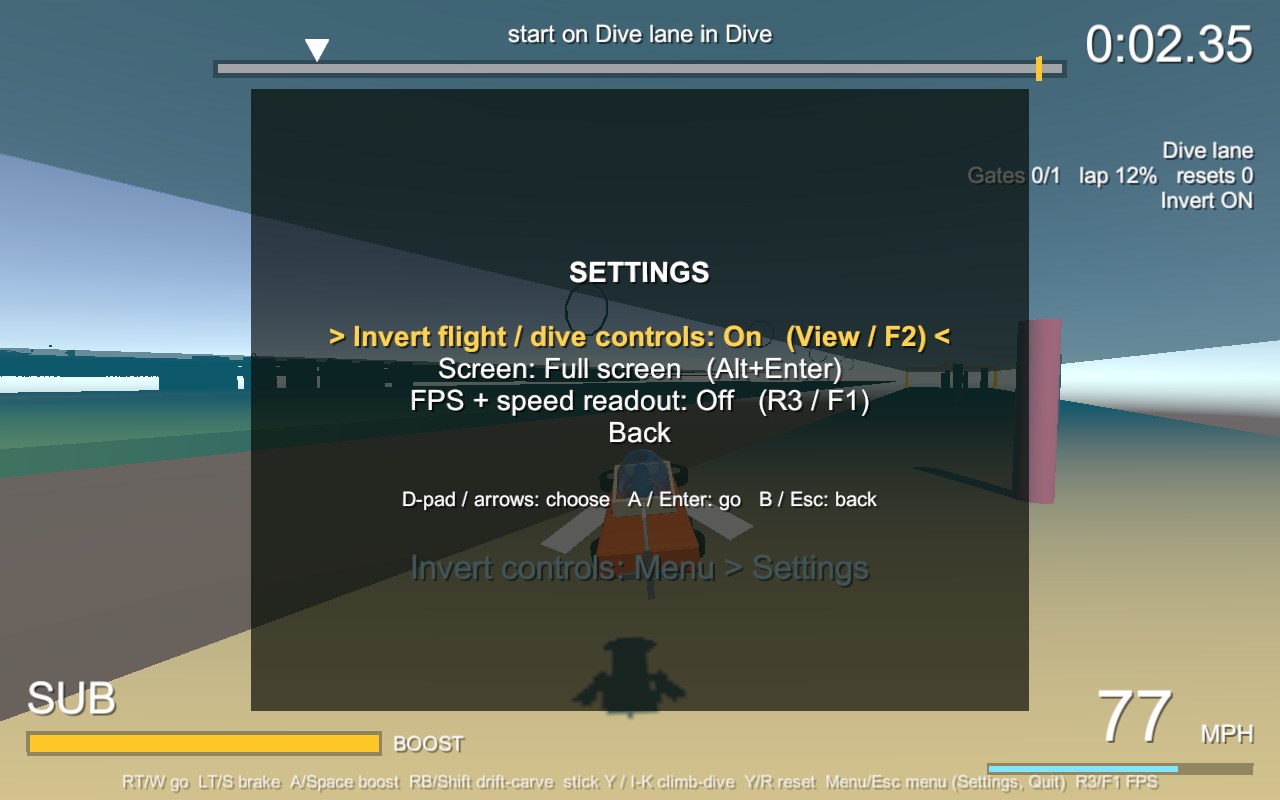 start on Dive lane in Dive
0:02.35
Dive lane
Gates 0/1 lap 12% resets 0
Invert ON
SETTINGS
> Invert flight / dive controls: On (View / F2) <
Screen: Full screen (Alt+Enter)
FPS + speed readout: Off (R3 / F1)
Back
D-pad / arrows: choose A / Enter: go B / Esc: back
Invert controls: Menu > Settings
SUB
BOOST
77 MPH
RT/W go LT/S brake A/Space boost RB/Shift drift-carve stick Y / I-K climb-dive Y/R reset Menu/Esc menu (Settings, Quit) R3/F1 FPS